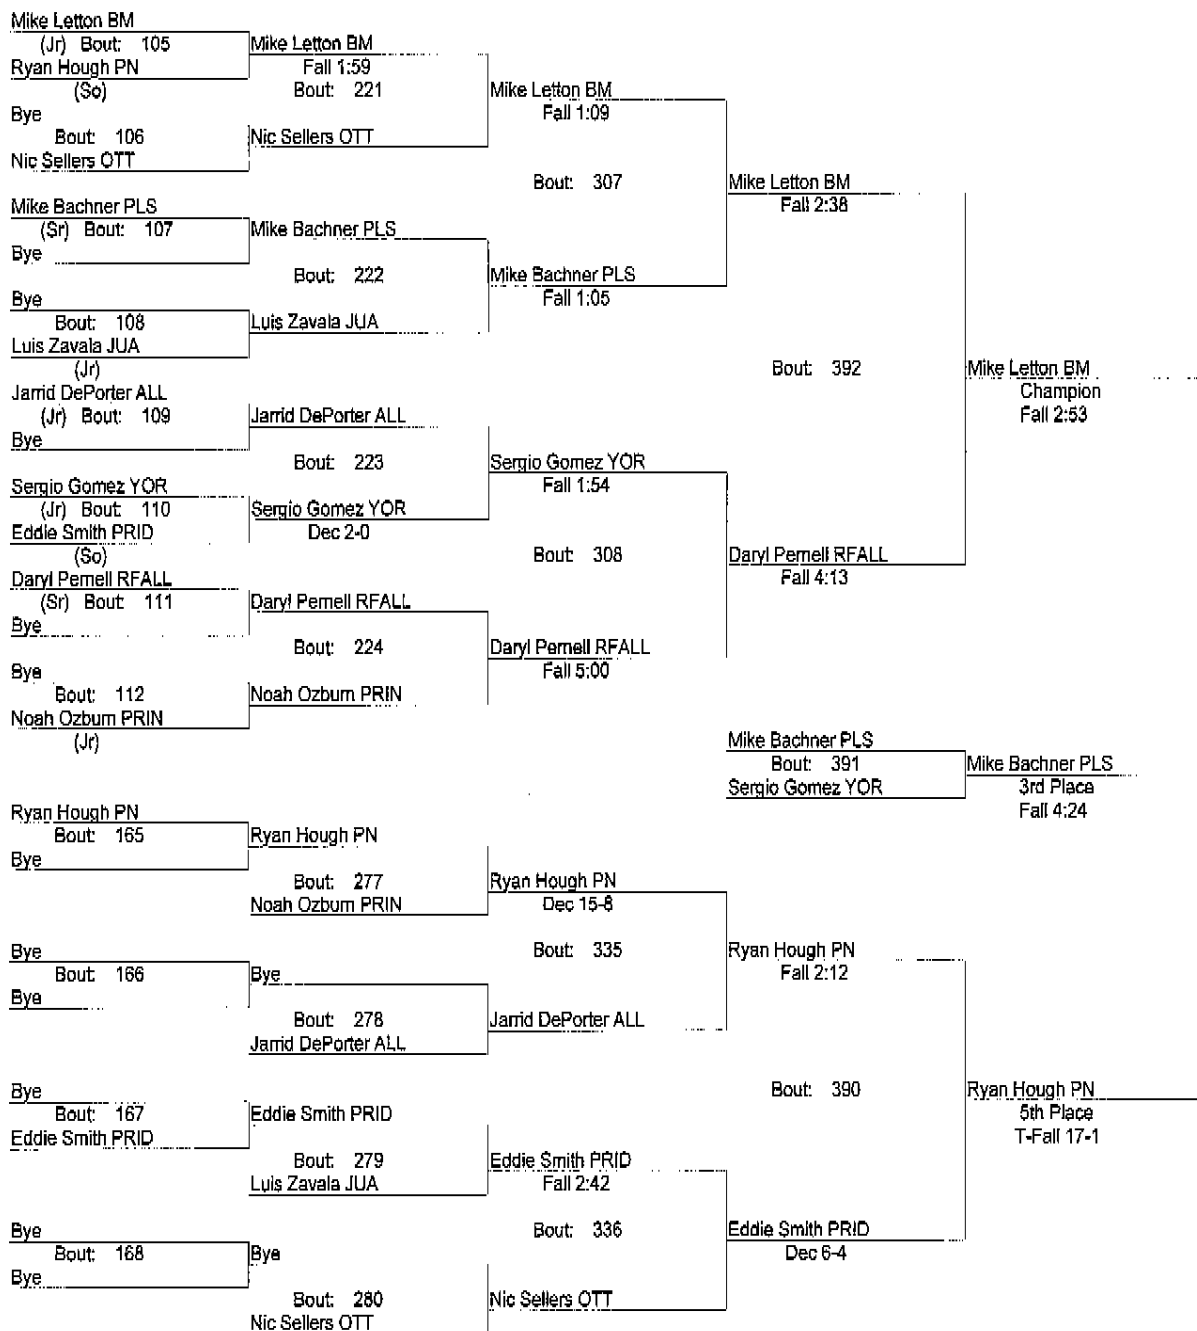 Mike Letton BM
(Jr) Bout: 105
Ryan Hough PN
(So)
Bye
Bout: 106
Nic Sellers OTT
Mike Bachner PLS
(Sr) Bout: 107
Bye
Bye
Bout: 108
Luis Zavala JUA
(Jr)
Jarrid DePorter ALL
(Jr) Bout: 109
Bye
Sergio Gomez YOR
(Jr) Bout: 110
Eddie Smith PRID
(So)
Daryl Pernell RFALL
(Sr) Bout: 111
Bye
Bye
Bout: 112
Noah Ozburn PRIN
(Jr)
Mike Letton BM
Fall 1:59
Bout: 221
Nic Sellers OTT
Mike Bachner PLS
Bout: 222
Luis Zavala JUA
Jarrid DePorter ALL
Bout: 223
Sergio Gomez YOR
Dec 2-0
Daryl Pernell RFALL
Bout: 224
Noah Ozburn PRIN
Mike Letton BM
Fall 1:09
Bout: 307
Mike Bachner PLS
Fall 1:05
Sergio Gomez YOR
Fall 1:54
Bout: 308
Daryl Pernell RFALL
Fall 5:00
Mike Letton BM
Fall 2:38
Bout: 392
Daryl Pernell RFALL
Fall 4:13
Mike Letton BM
Champion
Fall 2:53
Mike Bachner PLS
Bout: 391
Sergio Gomez YOR
Mike Bachner PLS
3rd Place
Fall 4:24
Ryan Hough PN
Bout: 165
Bye
Bye
Bout: 166
Bye
Bye
Bout: 167
Eddie Smith PRID
Bye
Bout: 168
Bye
Ryan Hough PN
Bout: 277
Noah Ozburn PRIN
Bye
Bout: 278
Jarrid DePorter ALL
Eddie Smith PRID
Bout: 279
Luis Zavala JUA
Bye
Bout: 280
Nic Sellers OTT
Ryan Hough PN
Dec 15-8
Bout: 335
Jarrid DePorter ALL
Eddie Smith PRID
Fall 2:42
Bout: 336
Nic Sellers OTT
Ryan Hough PN
Fall 2:12
Bout: 390
Eddie Smith PRID
Dec 6-4
Ryan Hough PN
5th Place
T-Fall 17-1